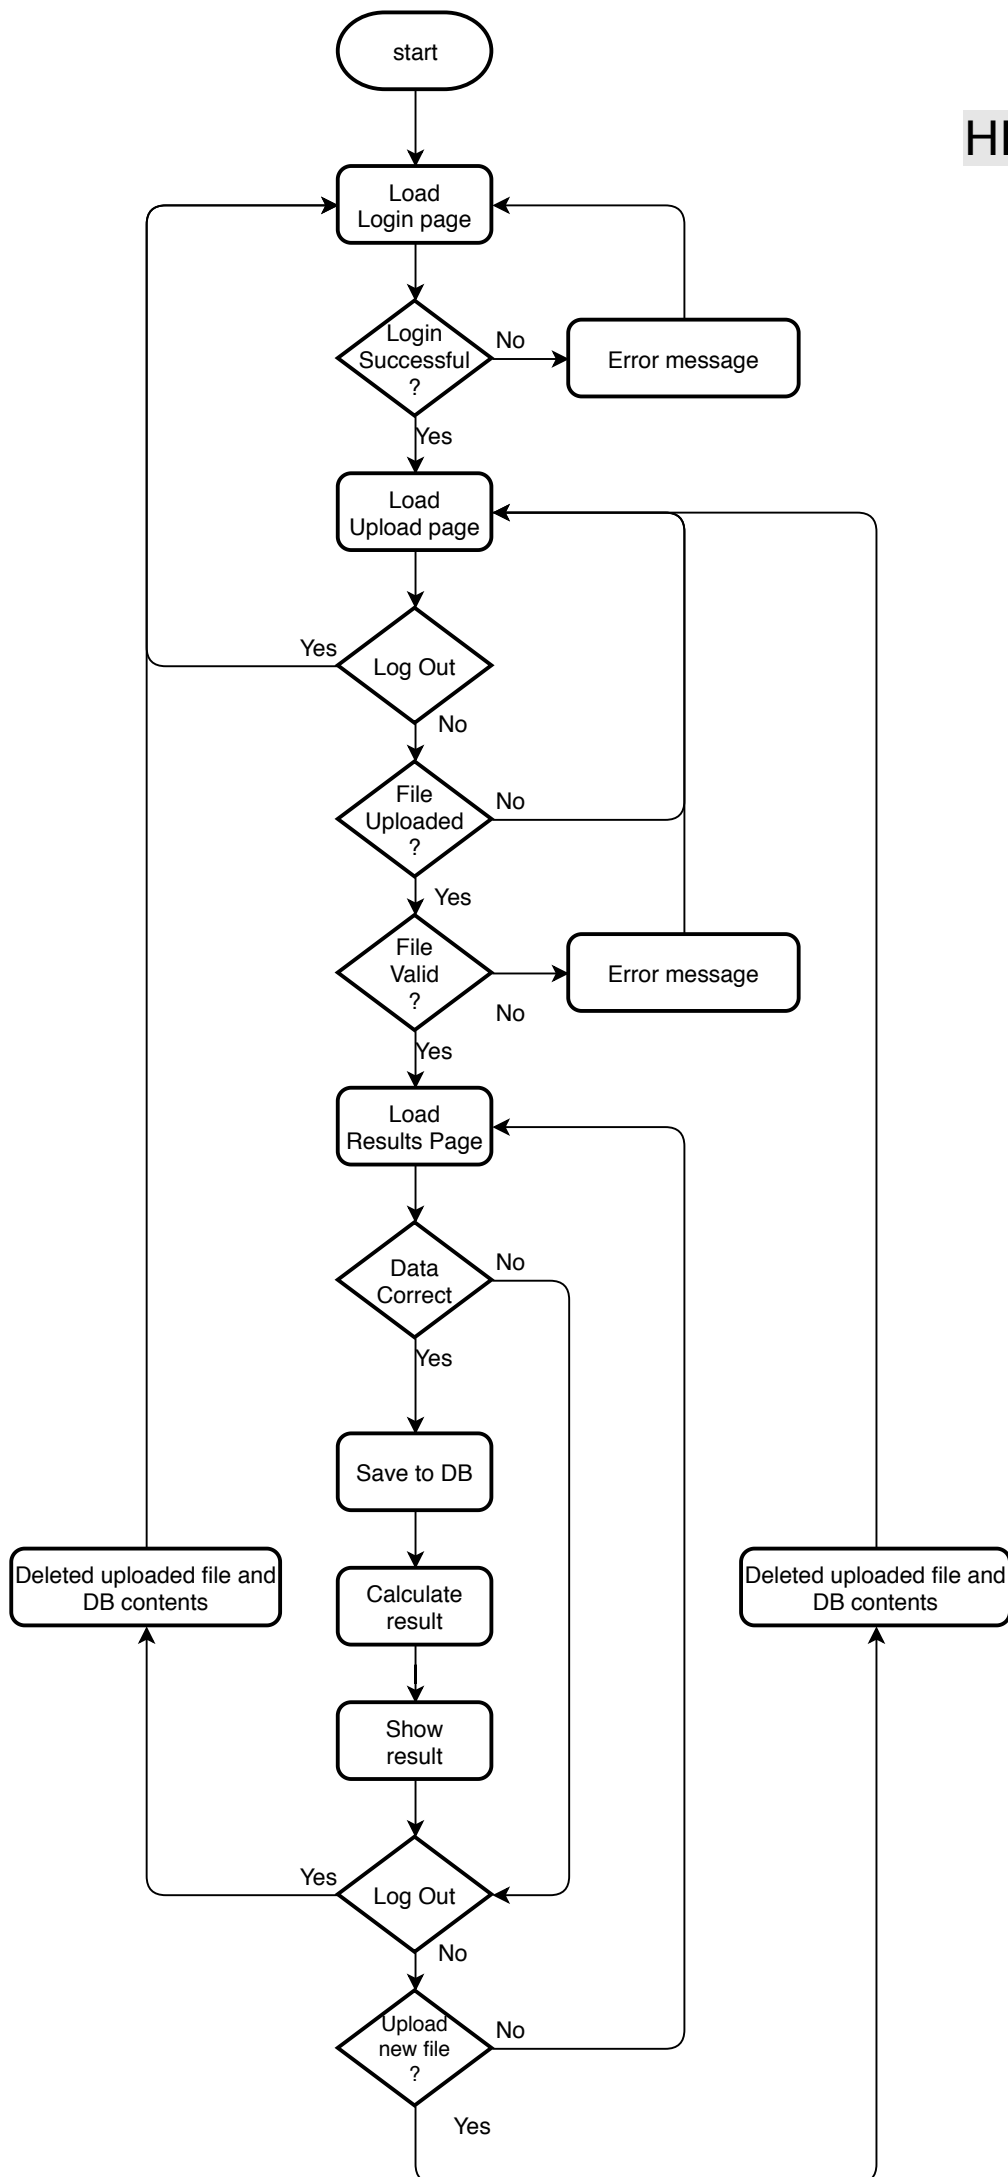 start
HI
Load
Login page
Login
Successful
?
No
Error message
Yes
Load
Upload page
Yes
Log Out
No
File
Uploaded
?
No
Yes
File
Valid
?
No
Error message
Yes
Load
Results Page
Data
Correct
No
Yes
Save to DB
Deleted uploaded file and
DB contents
Calculate
result
Deleted uploaded file and
DB contents
Show
result
Yes
Log Out
No
Upload
new file
?
No
Yes